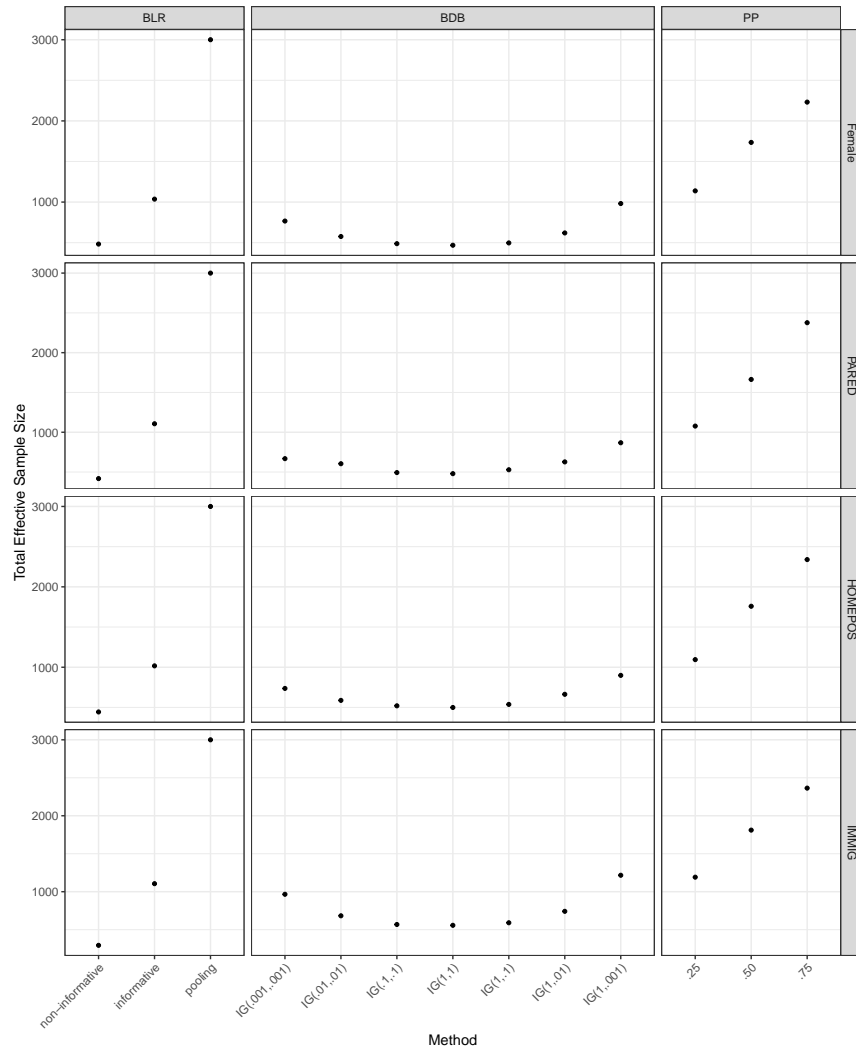 BLR
BDB
PP
Total Effective Sample Size
3000
2000
1000
Female
3000
2000
1000
PARED
3000
2000
1000
HOMEPOS
3000
2000
1000
IMMIG
non−informative
informative
pooling
IG(.001,.001)
IG(.01,.01)
IG(.1,.1)
IG(1,1)
IG(1,.1)
IG(1,.01)
IG(1,.001)
.25
.50
.75
Method